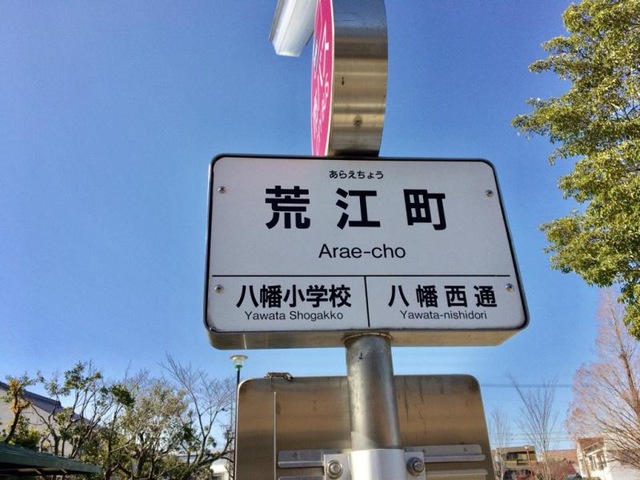 あらえちょう
荒江町
Arae-cho
八幡小学校
Yawata Shogakko
八幡西通
Yawata-nishidori